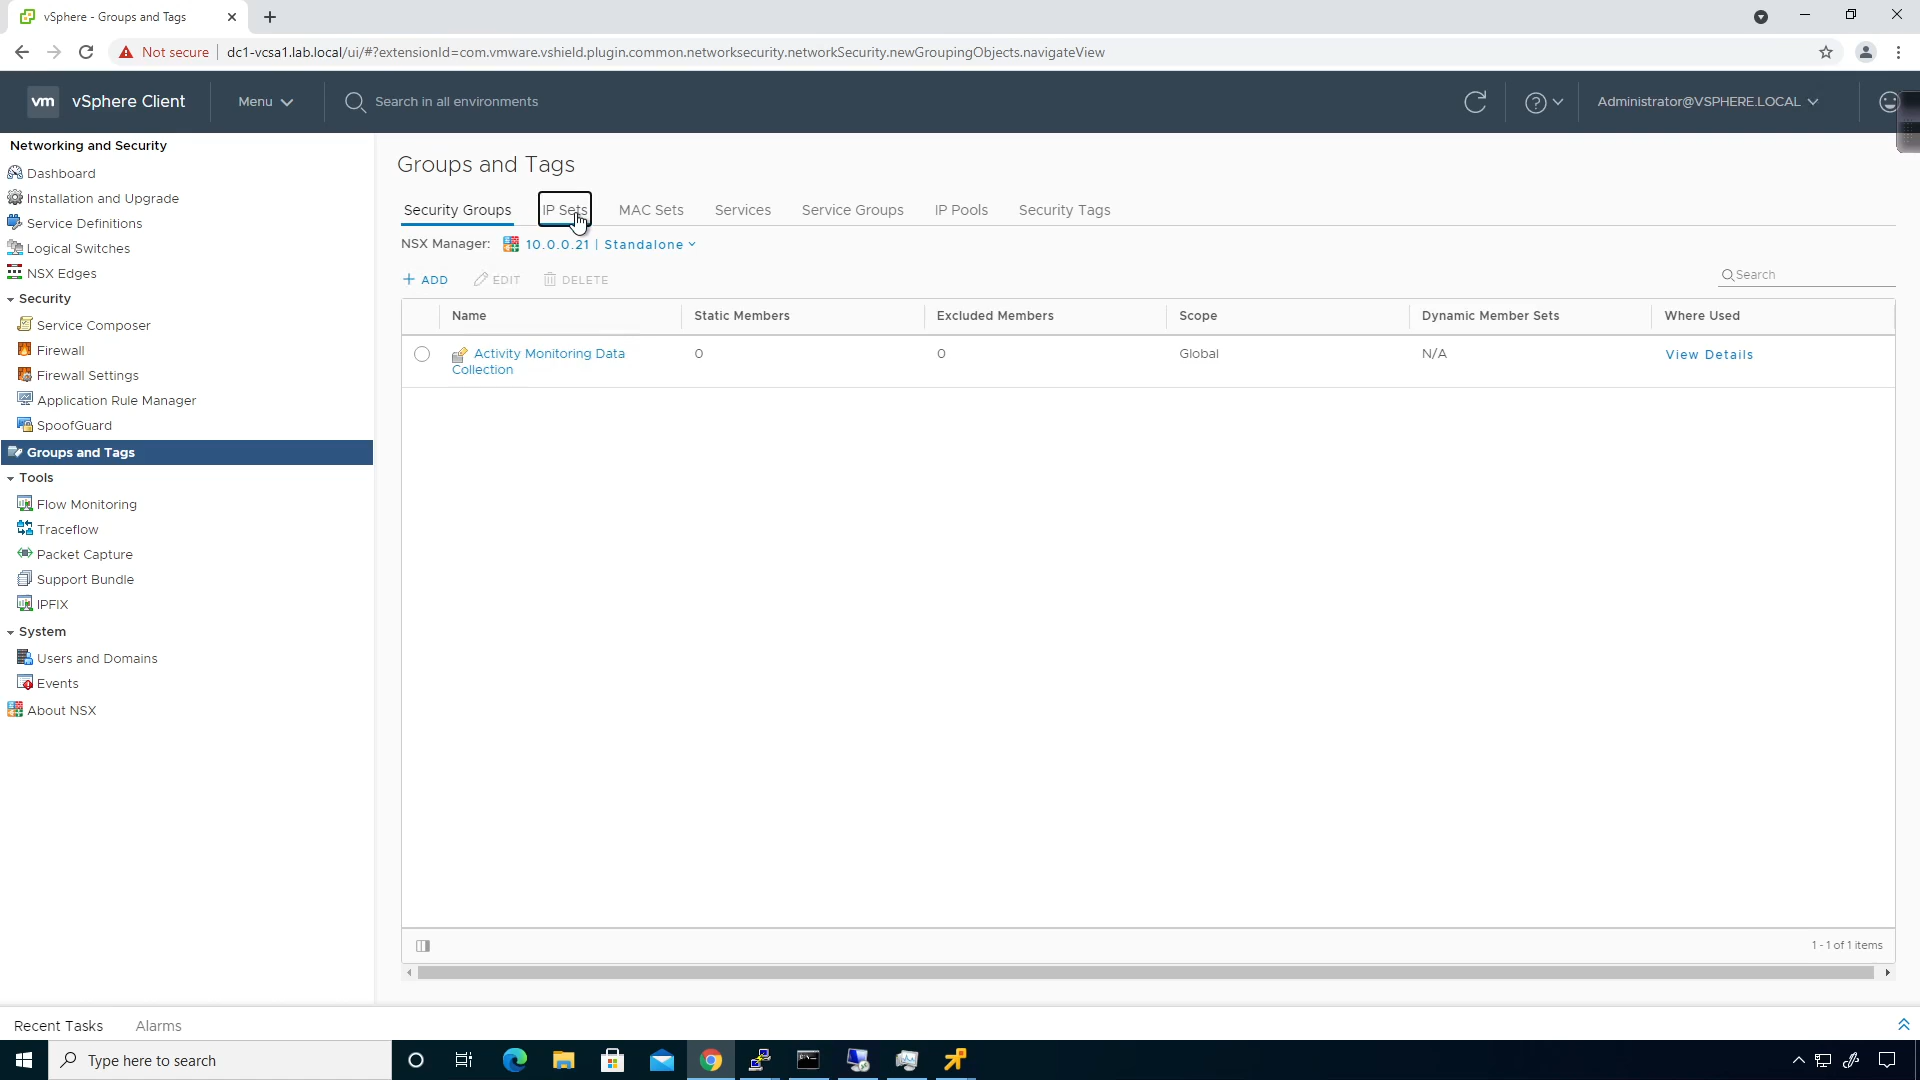 vSphere - Groups and Tags
Not secure
dc1-vcsa1.lab.local/ui/#?extensionId=com.vmware.vshield.plugin.common.networksecurity.networkSecurity.newGroupingObjects.navigateView
vm vSphere Client
Menu
Search in all environments
Administrator@VSPHERE.LOCAL
Networking and Security
Dashboard
Installation and Upgrade
Service Definitions
Logical Switches
NSX Edges
Security
Service Composer
Firewall
Firewall Settings
Application Rule Manager
SpoofGuard
Groups and Tags
Tools
Flow Monitoring
Traceflow
Packet Capture
Support Bundle
IPFIX
System
Users and Domains
Events
About NSX
Groups and Tags
Security Groups IP Sets MAC Sets Services Service Groups IP Pools Security Tags
NSX Manager: 10.0.0.21 | Standalone
+ ADD EDIT DELETE
Search
Name Static Members Excluded Members Scope Dynamic Member Sets Where Used
Activity Monitoring Data 0 0 Global N/A View Details
Collection
1 - 1 of 1 items
Recent Tasks Alarms
Type here to search